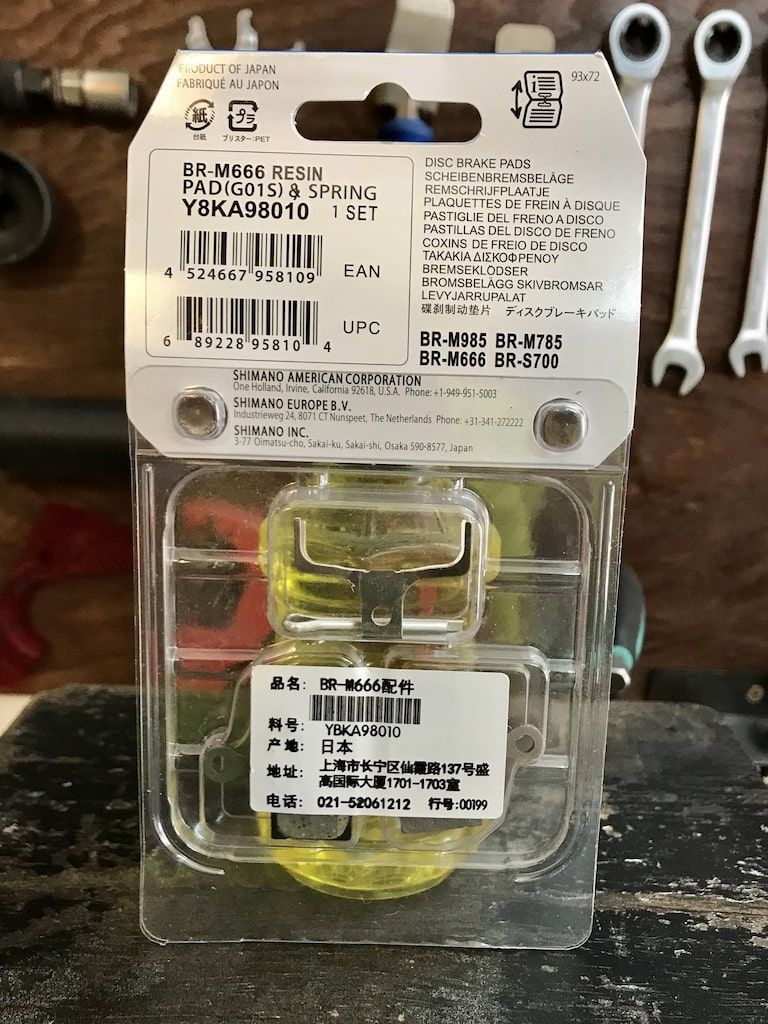 PRODUCT OF JAPAN
FABRIQUÉ AU JAPON
紙
台紙
プラ
ブリスター:PET
93x72
BR-M666 RESIN
PAD(G01S) & SPRING
Y8KA98010 1 SET
4 524667 958109
EAN
6 89228 95810 4
UPC
DISC BRAKE PADS
SCHEIBENBREMSBELÄGE
REMSCHRIJFPLAATJE
PLAQUETTES DE FREIN À DISQUE
PASTIGLIE DEL FRENO A DISCO
PASTILLAS DEL DISCO DE FRENO
COXINS DE FREIO DE DISCO
ΤΑΚΑΚΙΑ ΔΙΣΚΟΦΡΕΝΟΥ
BREMSEKLODSER
BROMSBELÄGG SKIVBROMSAR
LEVYJARRUPALAT
碟刹制动垫片 ディスクブレーキパッド
BR-M985 BR-M785
BR-M666 BR-S700
SHIMANO AMERICAN CORPORATION
One Holland, Irvine, California 92618, U.S.A. Phone: +1-949-951-5003
SHIMANO EUROPE B.V.
Industrieweg 24, 8071 CT Nunspeet, The Netherlands Phone: +31-341-272222
SHIMANO INC.
3-77 Oimatsu-cho, Sakai-ku, Sakai-shi, Osaka 590-8577, Japan
品名: BR-M666配件
料号: Y8KA98010
产地: 日本
地址: 上海市长宁区仙霞路137号盛
高国际大厦1701-1703室
电话: 021-52061212 行号:00199